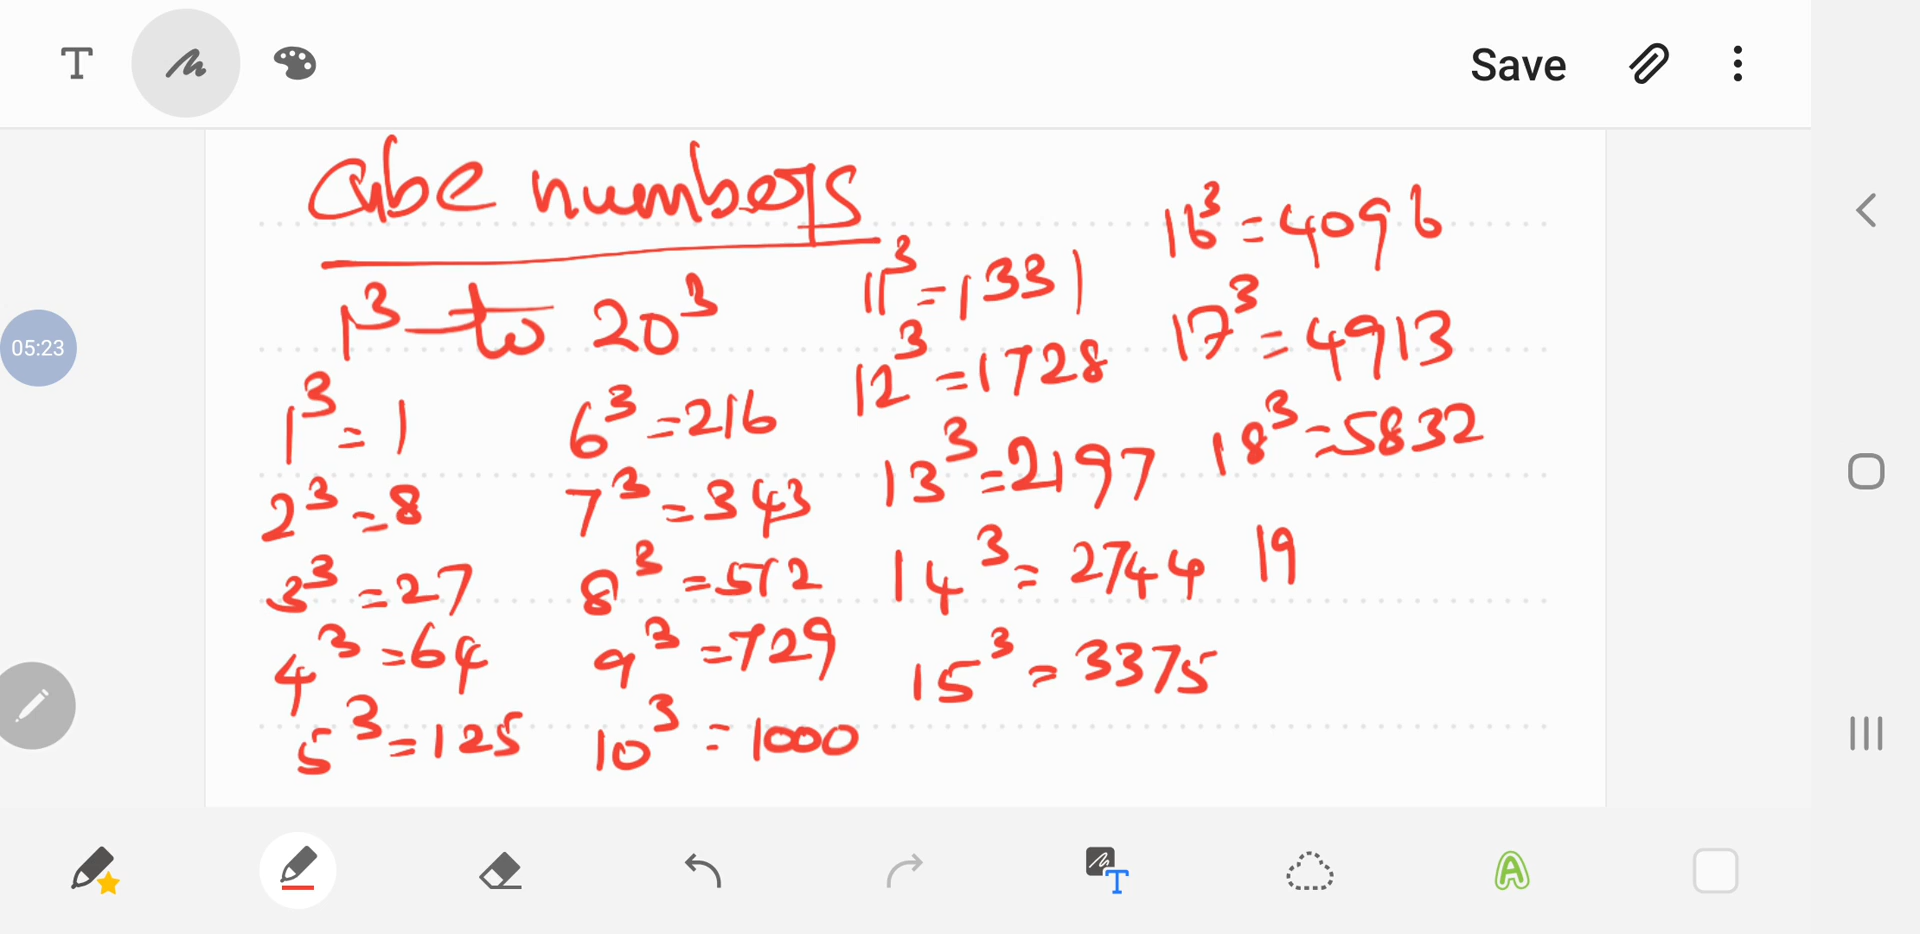 Save
05:23
Cube numbers
1³ to 20³
1³ = 1
2³ = 8
3³ = 27
4³ = 64
5³ = 125
6³ = 216
7³ = 343
8³ = 512
9³ = 729
10³ = 1000
11³ = 1331
12³ = 1728
13³ = 2197
14³ = 2744
15³ = 3375
16³ = 4096
17³ = 4913
18³ = 5832
19